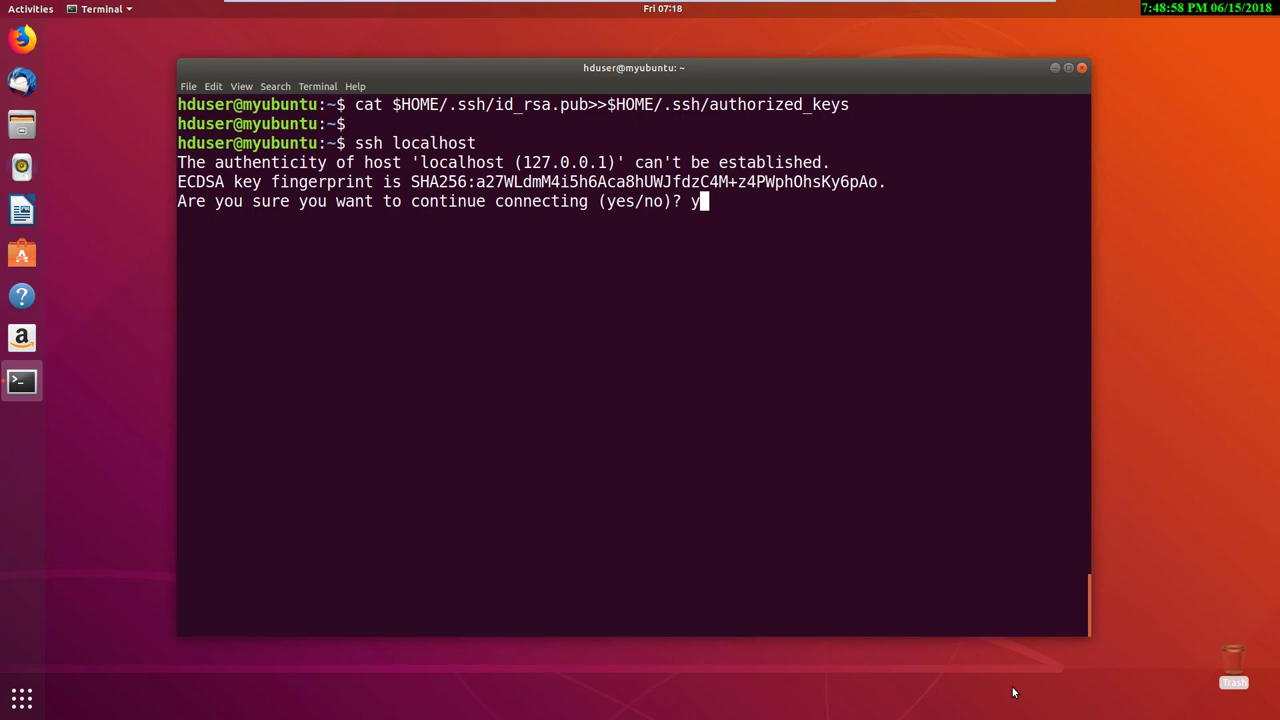 Activities Terminal Fri 07:18 7:48:58 PM 06/15/2018
hduser@myubuntu: ~
File Edit View Search Terminal Help
hduser@myubuntu:~$ cat $HOME/.ssh/id_rsa.pub>>$HOME/.ssh/authorized_keys
hduser@myubuntu:~$
hduser@myubuntu:~$ ssh localhost
The authenticity of host 'localhost (127.0.0.1)' can't be established.
ECDSA key fingerprint is SHA256:a27WLdmM4i5h6Aca8hUWJfdzC4M+z4PWphOhsKy6pAo.
Are you sure you want to continue connecting (yes/no)? y
Trash